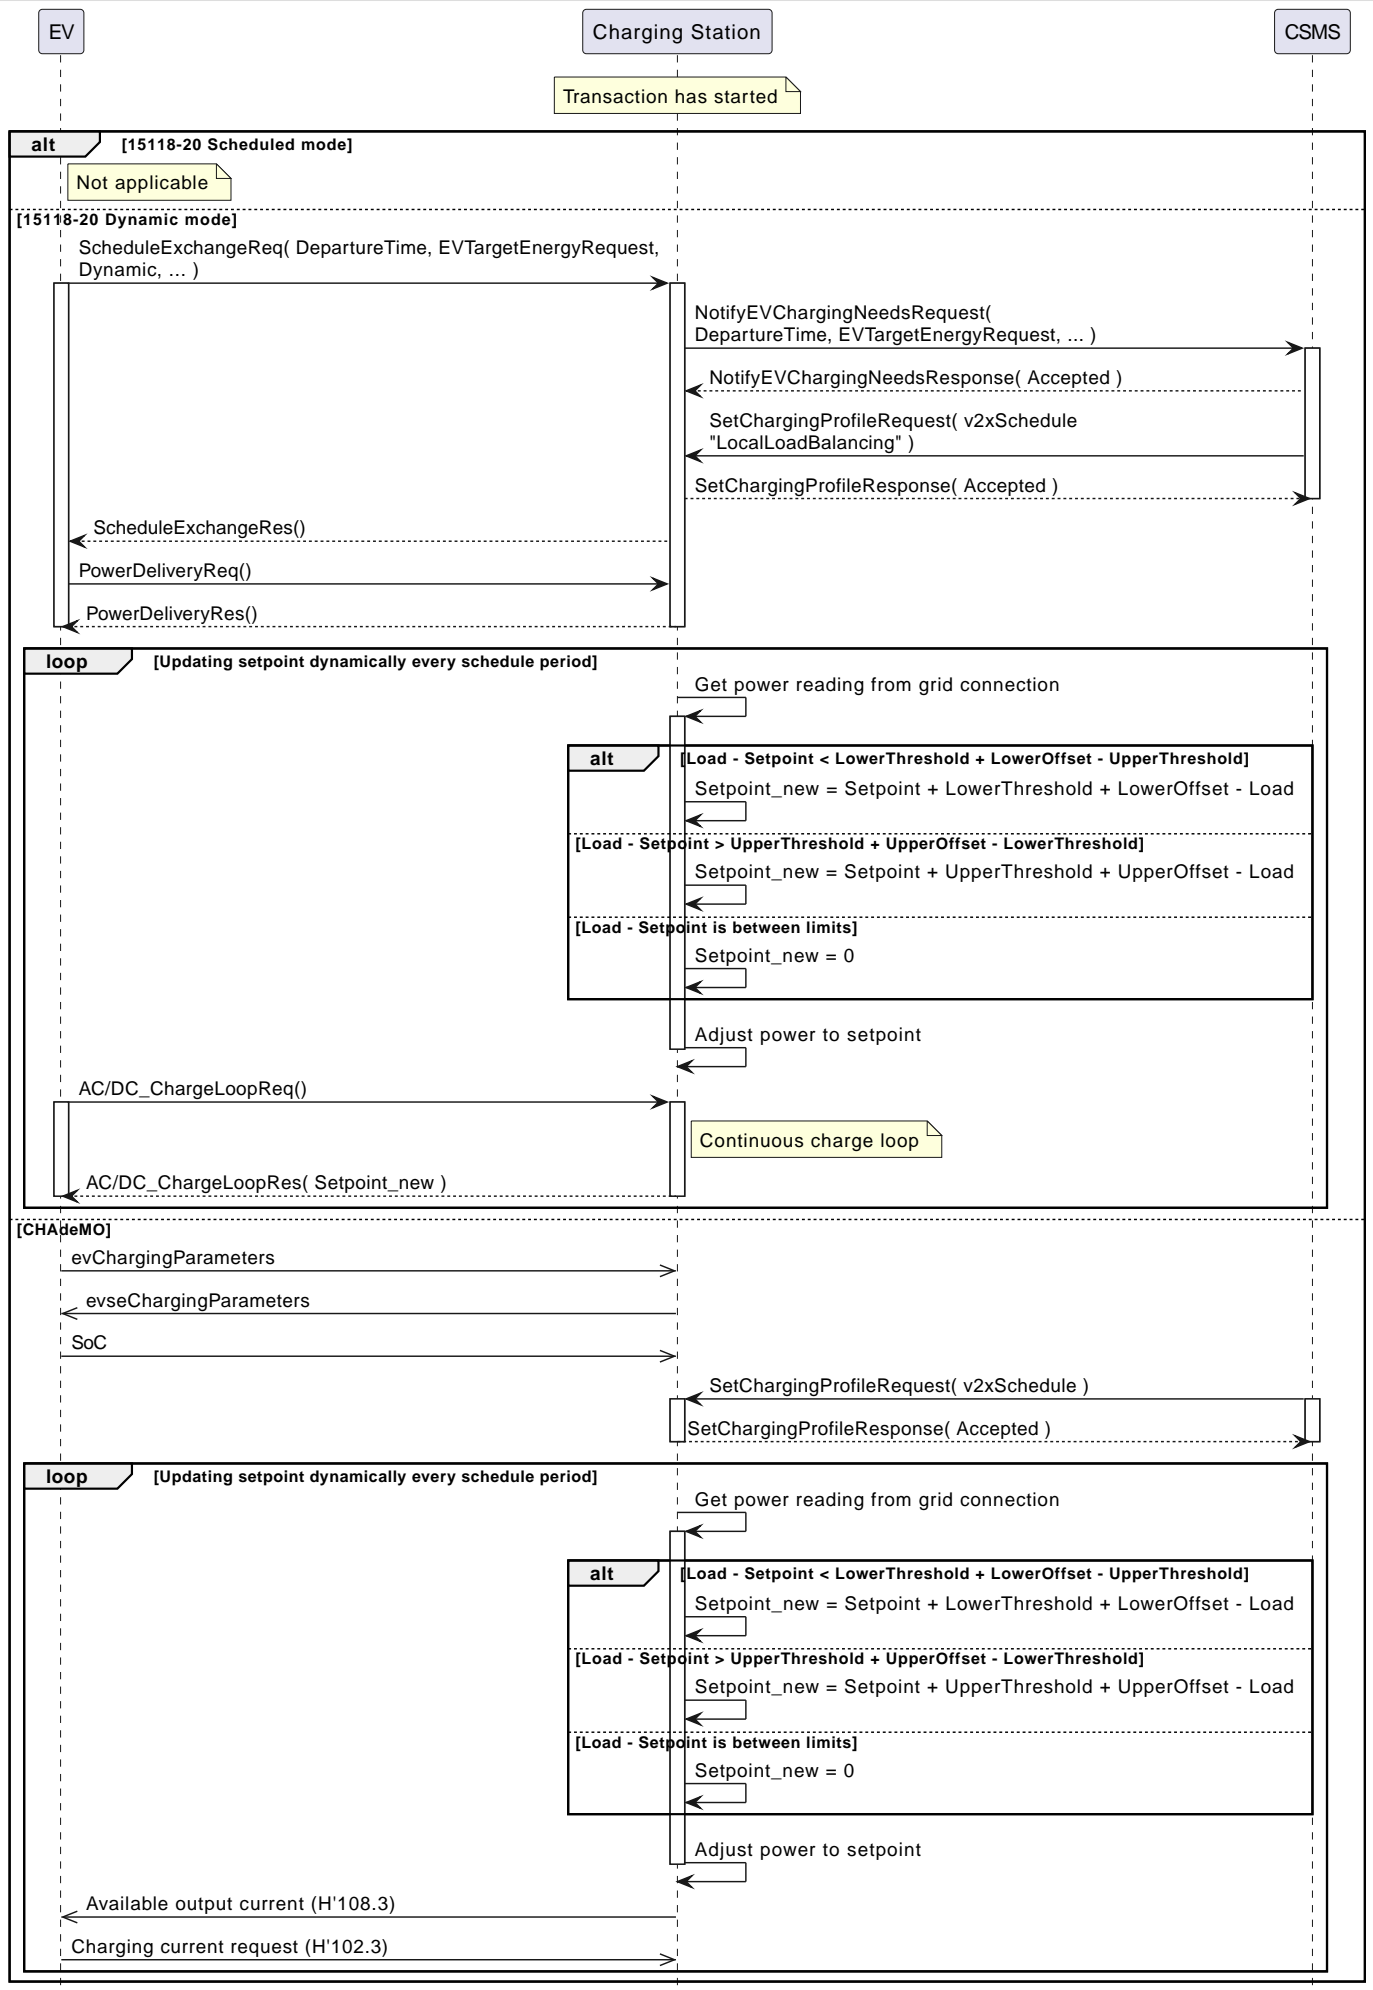 EV
Charging Station
CSMS
Transaction has started
alt
[15118-20 Scheduled mode]
Not applicable
[15118-20 Dynamic mode]
ScheduleExchangeReq( DepartureTime, EVTargetEnergyRequest,
Dynamic, ... )
NotifyEVChargingNeedsRequest(
DepartureTime, EVTargetEnergyRequest, ... )
NotifyEVChargingNeedsResponse( Accepted )
SetChargingProfileRequest( v2xSchedule
"LocalLoadBalancing" )
SetChargingProfileResponse( Accepted )
ScheduleExchangeRes()
PowerDeliveryReq()
PowerDeliveryRes()
loop
[Updating setpoint dynamically every schedule period]
Get power reading from grid connection
alt
[Load - Setpoint < LowerThreshold + LowerOffset - UpperThreshold]
Setpoint_new = Setpoint + LowerThreshold + LowerOffset - Load
[Load - Setpoint > UpperThreshold + UpperOffset - LowerThreshold]
Setpoint_new = Setpoint + UpperThreshold + UpperOffset - Load
[Load - Setpoint is between limits]
Setpoint_new = 0
Adjust power to setpoint
AC/DC_ChargeLoopReq()
Continuous charge loop
AC/DC_ChargeLoopRes( Setpoint_new )
[CHAdeMO]
evChargingParameters
evseChargingParameters
SoC
SetChargingProfileRequest( v2xSchedule )
SetChargingProfileResponse( Accepted )
loop
[Updating setpoint dynamically every schedule period]
Get power reading from grid connection
alt
[Load - Setpoint < LowerThreshold + LowerOffset - UpperThreshold]
Setpoint_new = Setpoint + LowerThreshold + LowerOffset - Load
[Load - Setpoint > UpperThreshold + UpperOffset - LowerThreshold]
Setpoint_new = Setpoint + UpperThreshold + UpperOffset - Load
[Load - Setpoint is between limits]
Setpoint_new = 0
Adjust power to setpoint
Available output current (H'108.3)
Charging current request (H'102.3)